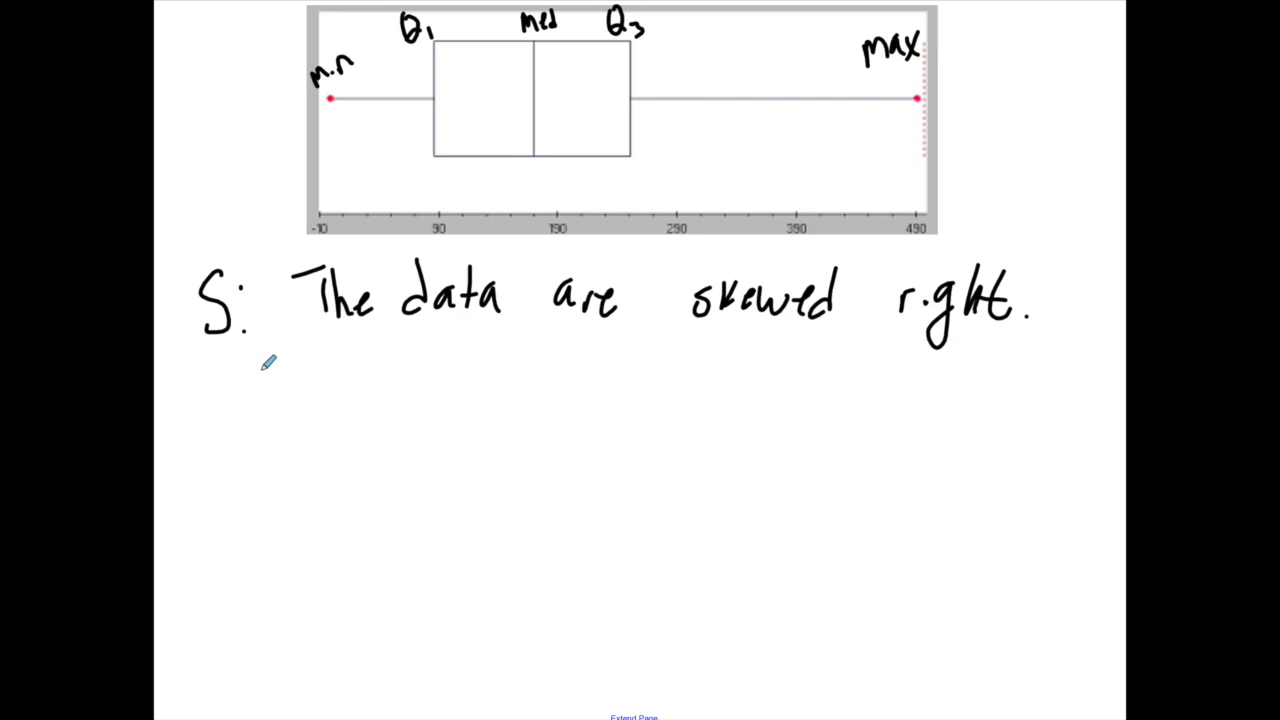 Q₁ med Q₃
min max
-10 90 190 290 390 490
S: The data are skewed right.
Extend Page